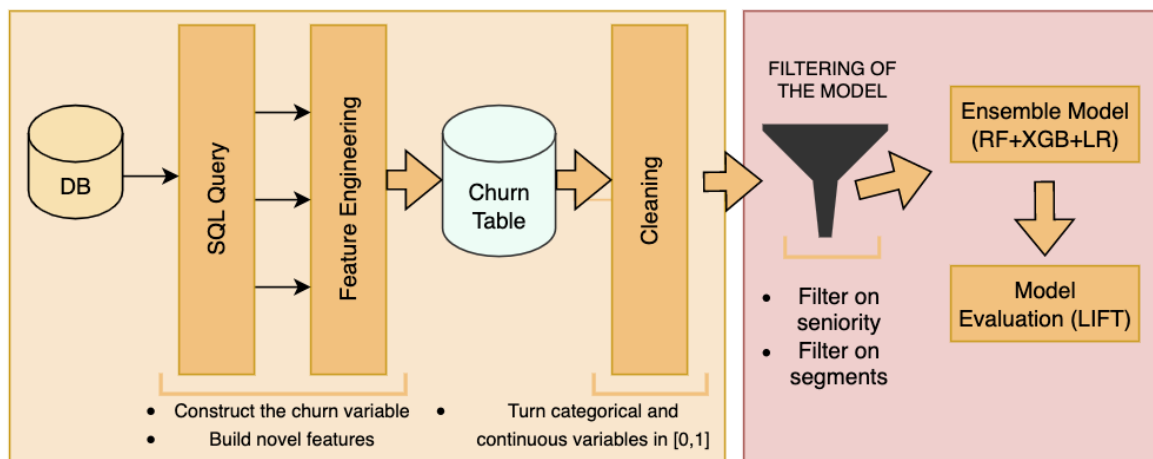 DB
SQL Query
Feature Engineering
Churn
Table
Cleaning
• Construct the churn variable
• Build novel features
• Turn categorical and
continuous variables in [0,1]
FILTERING OF
THE MODEL
• Filter on
seniority
• Filter on
segments
Ensemble Model
(RF+XGB+LR)
Model
Evaluation (LIFT)